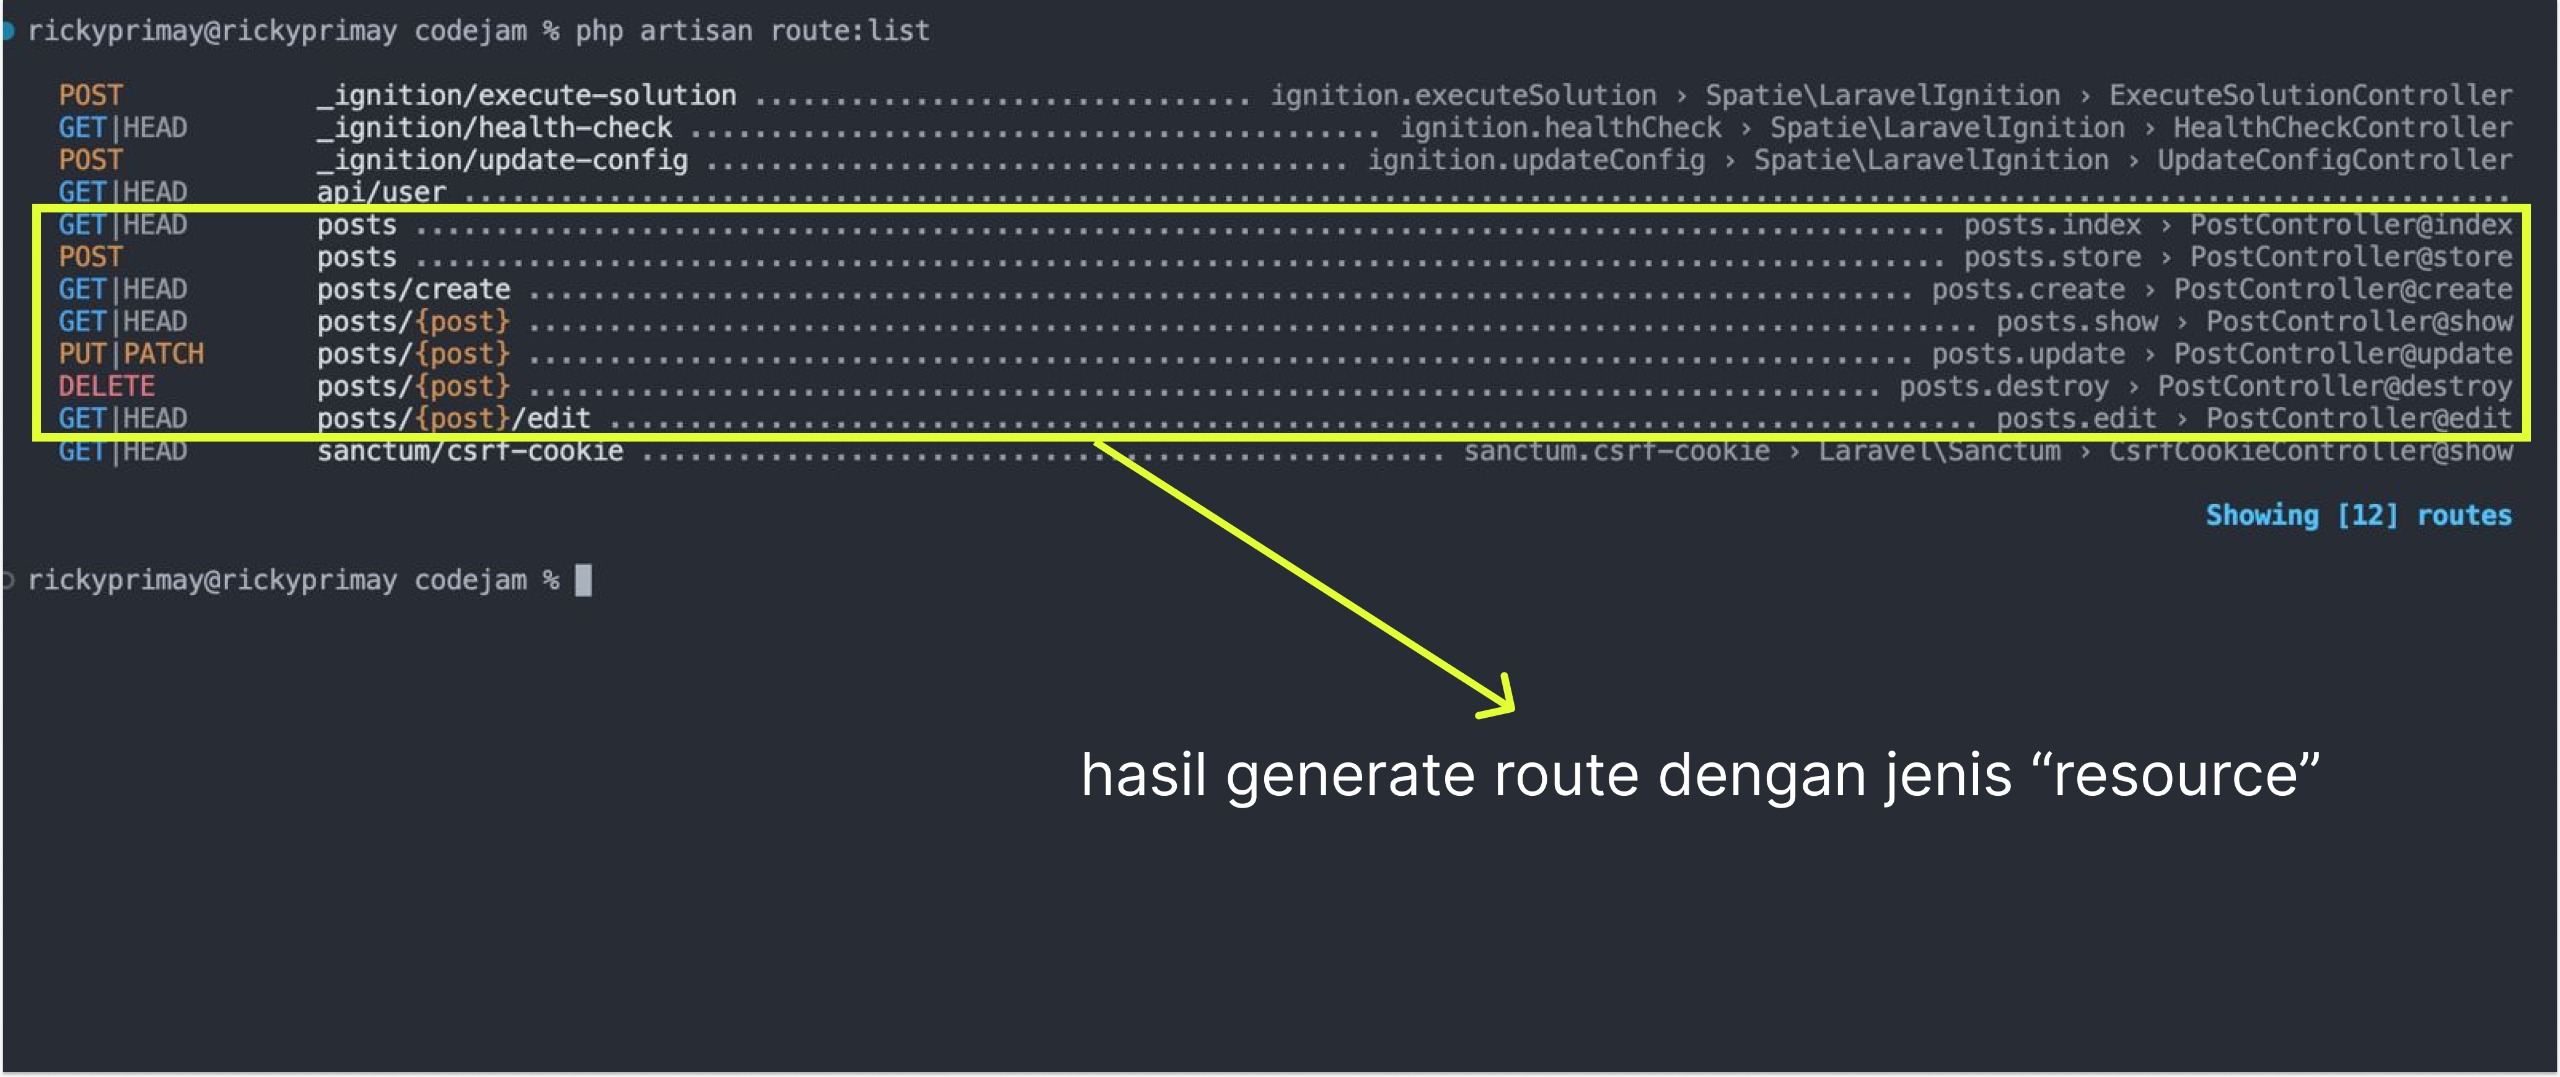 rickyprimay@rickyprimay codejam % php artisan route:list
POST _ignition/execute-solution ............................... ignition.executeSolution › Spatie\LaravelIgnition › ExecuteSolutionController
GET|HEAD _ignition/health-check ........................................... ignition.healthCheck › Spatie\LaravelIgnition › HealthCheckController
POST _ignition/update-config ........................................ ignition.updateConfig › Spatie\LaravelIgnition › UpdateConfigController
GET|HEAD api/user ................................................................................................................................
GET|HEAD posts ................................................................................................ posts.index › PostController@index
POST posts ................................................................................................ posts.store › PostController@store
GET|HEAD posts/create ....................................................................................... posts.create › PostController@create
GET|HEAD posts/{post} ........................................................................................... posts.show › PostController@show
PUT|PATCH posts/{post} ....................................................................................... posts.update › PostController@update
DELETE posts/{post} ..................................................................................... posts.destroy › PostController@destroy
GET|HEAD posts/{post}/edit ...................................................................................... posts.edit › PostController@edit
GET|HEAD sanctum/csrf-cookie .................................................. sanctum.csrf-cookie › Laravel\Sanctum › CsrfCookieController@show
Showing [12] routes
rickyprimay@rickyprimay codejam %
hasil generate route dengan jenis “resource”